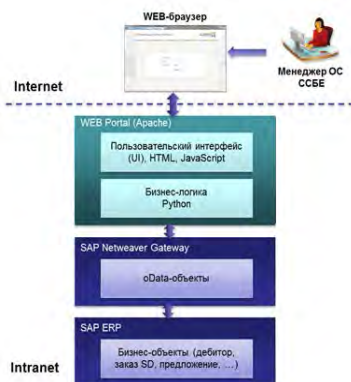 WEB-браузер
Менеджер ОС
ССБЕ
Internet
WEB Portal (Apache)
Пользовательский интерфейс
(UI), HTML, JavaScript
Бизнес-логика
Python
SAP Netweaver Gateway
oData-объекты
SAP ERP
Бизнес-объекты (дебитор,
заказ SD, предложение, ...)
Intranet